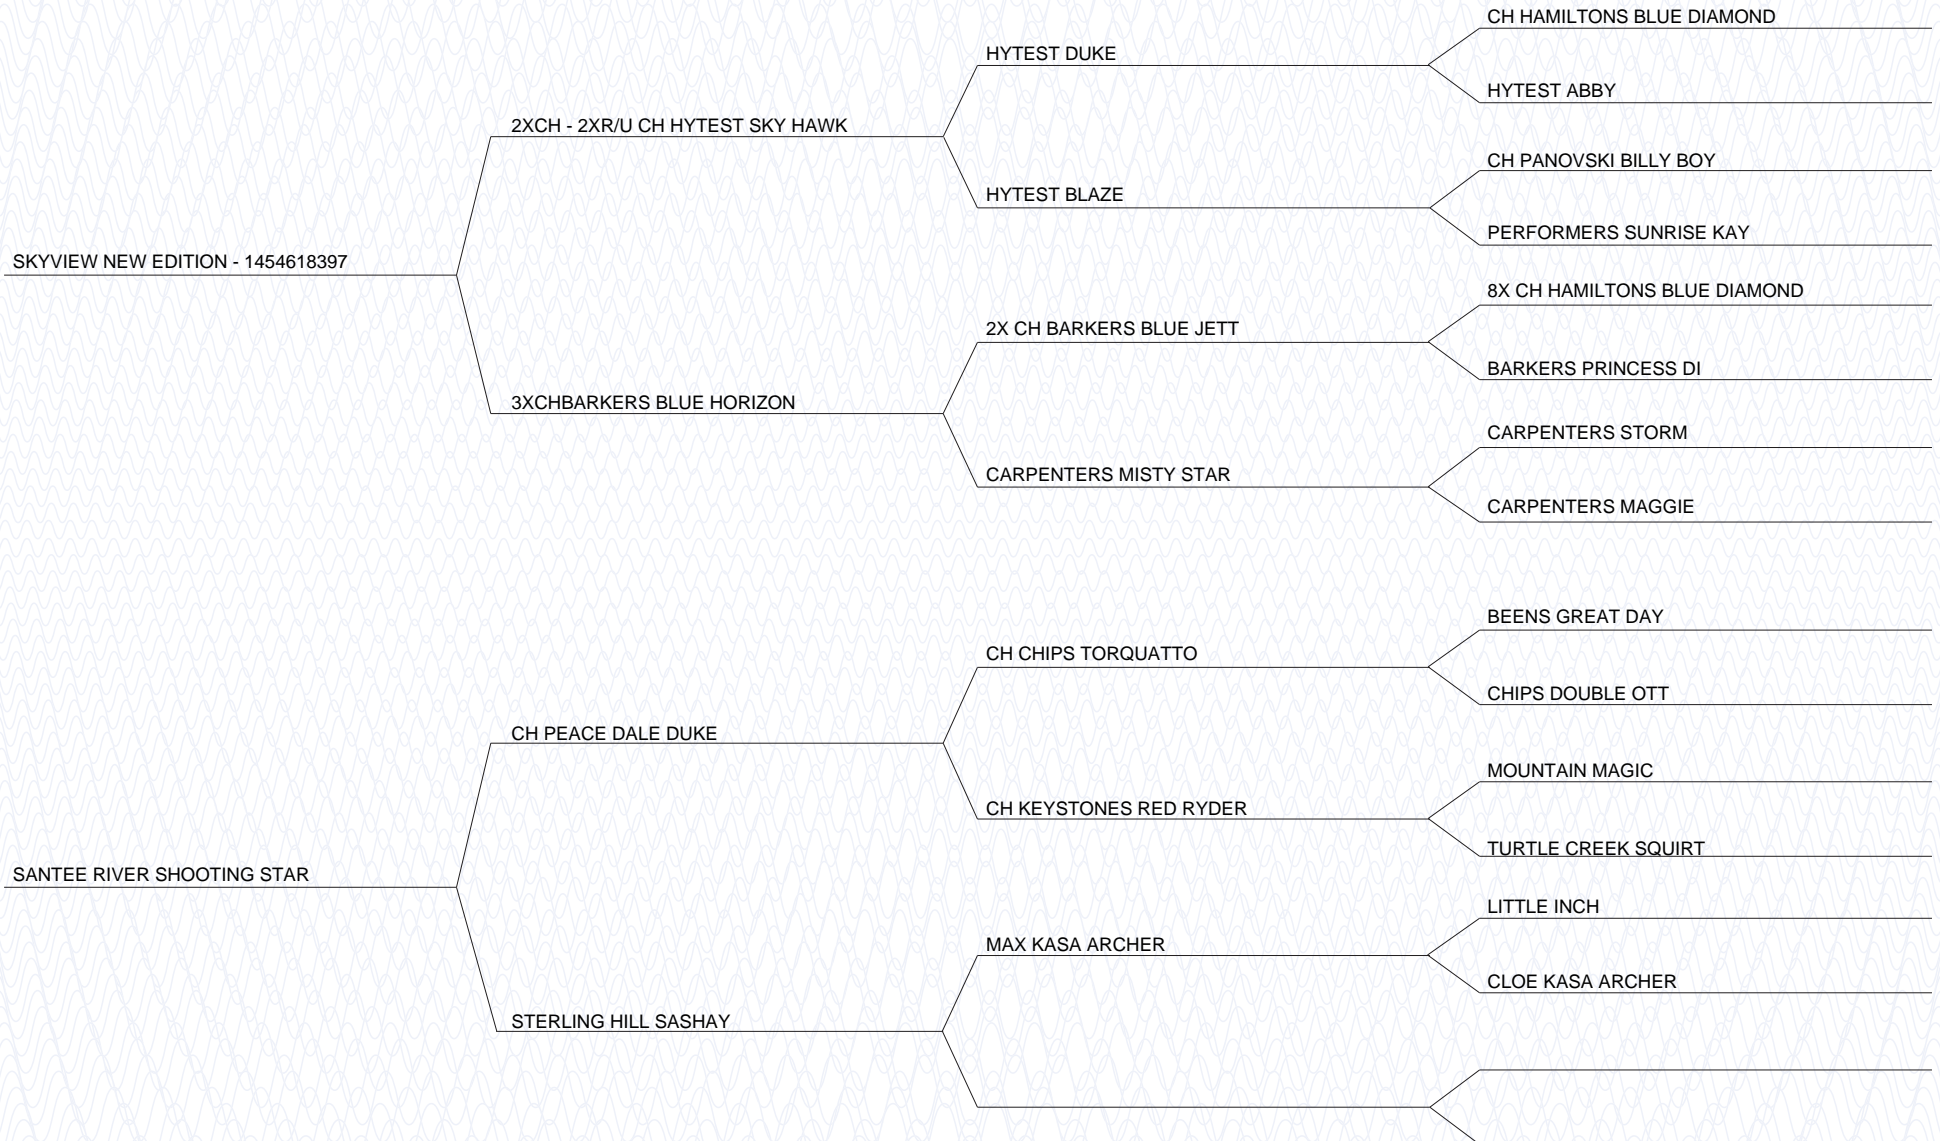 CH HAMILTONS BLUE DIAMOND
HYTEST DUKE
HYTEST ABBY
2XCH - 2XR/U CH HYTEST SKY HAWK
CH PANOVSKI BILLY BOY
HYTEST BLAZE
PERFORMERS SUNRISE KAY
SKYVIEW NEW EDITION - 1454618397
8X CH HAMILTONS BLUE DIAMOND
2X CH BARKERS BLUE JETT
BARKERS PRINCESS DI
3XCHBARKERS BLUE HORIZON
CARPENTERS STORM
CARPENTERS MISTY STAR
CARPENTERS MAGGIE
BEENS GREAT DAY
CH CHIPS TORQUATTO
CHIPS DOUBLE OTT
CH PEACE DALE DUKE
MOUNTAIN MAGIC
CH KEYSTONES RED RYDER
TURTLE CREEK SQUIRT
SANTEE RIVER SHOOTING STAR
LITTLE INCH
MAX KASA ARCHER
CLOE KASA ARCHER
STERLING HILL SASHAY